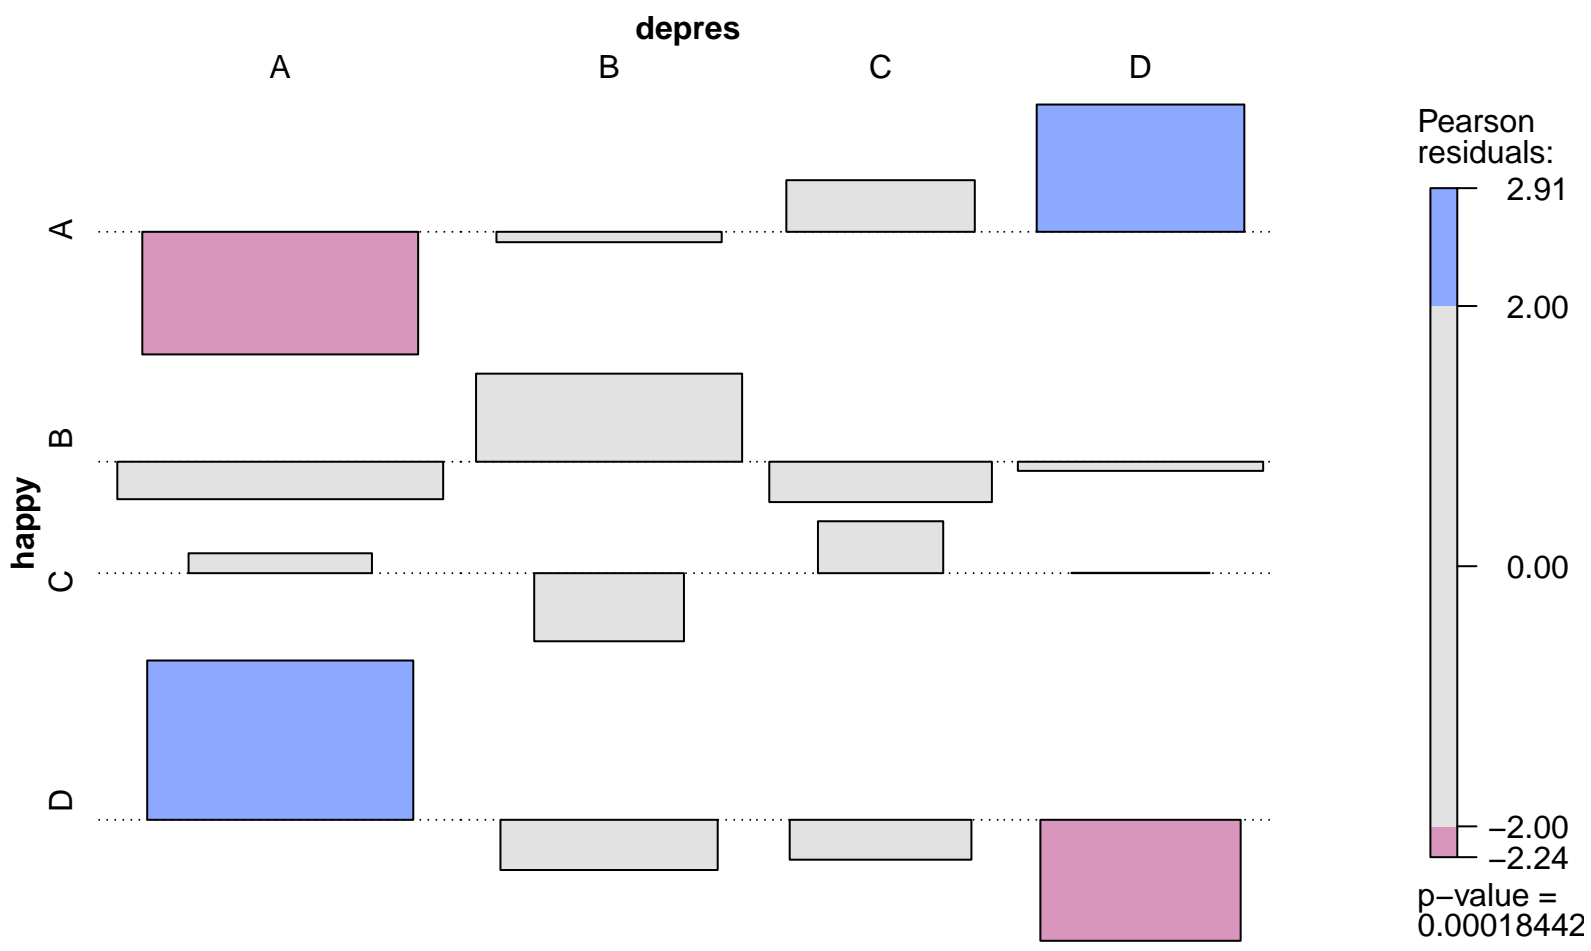 depres
A B C D
happy
A
B
C
D
Pearson
residuals:
2.91
2.00
0.00
−2.00
−2.24
p−value =
0.00018442